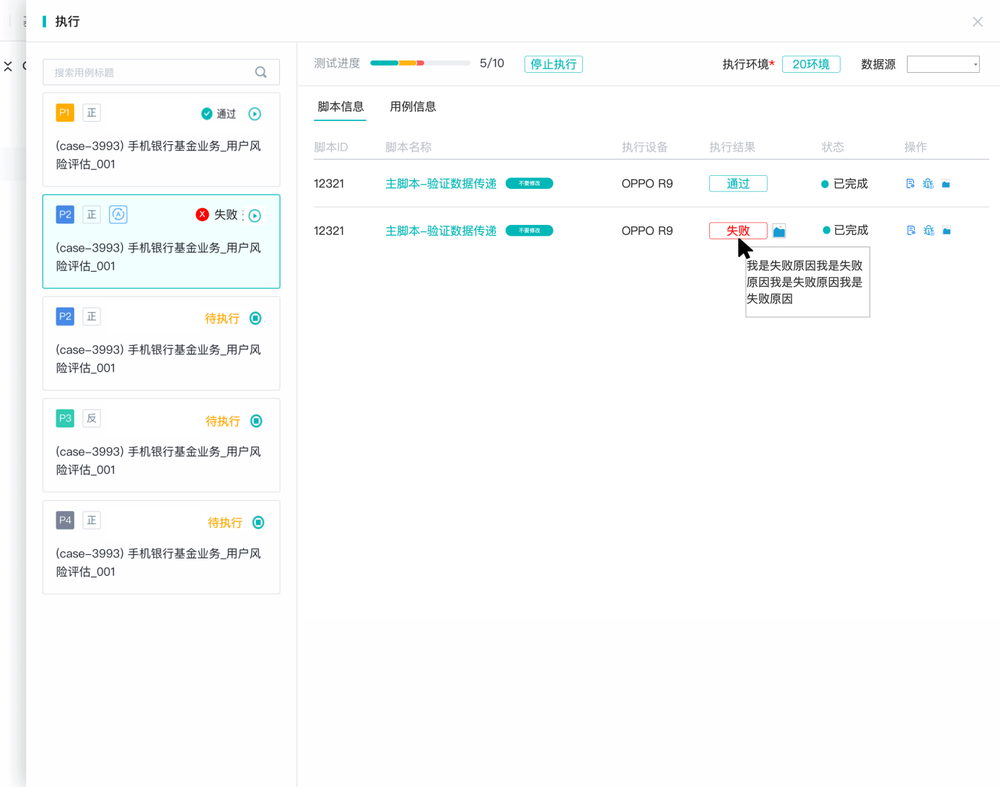 执行
搜索用例标题
P1 正 通过
(case-3993) 手机银行基金业务_用户风
险评估_001
P2 正 A X 失败
(case-3993) 手机银行基金业务_用户风
险评估_001
P2 正 待执行
(case-3993) 手机银行基金业务_用户风
险评估_001
P3 反 待执行
(case-3993) 手机银行基金业务_用户风
险评估_001
P4 正 待执行
(case-3993) 手机银行基金业务_用户风
险评估_001
测试进度 5/10 停止执行 执行环境* 20环境 数据源
脚本信息 用例信息
脚本ID 脚本名称 执行设备 执行结果 状态 操作
12321 主脚本-验证数据传递 不要修改 OPPO R9 通过 已完成
12321 主脚本-验证数据传递 不要修改 OPPO R9 失败 已完成
我是失败原因我是失败
原因我是失败原因我是
失败原因